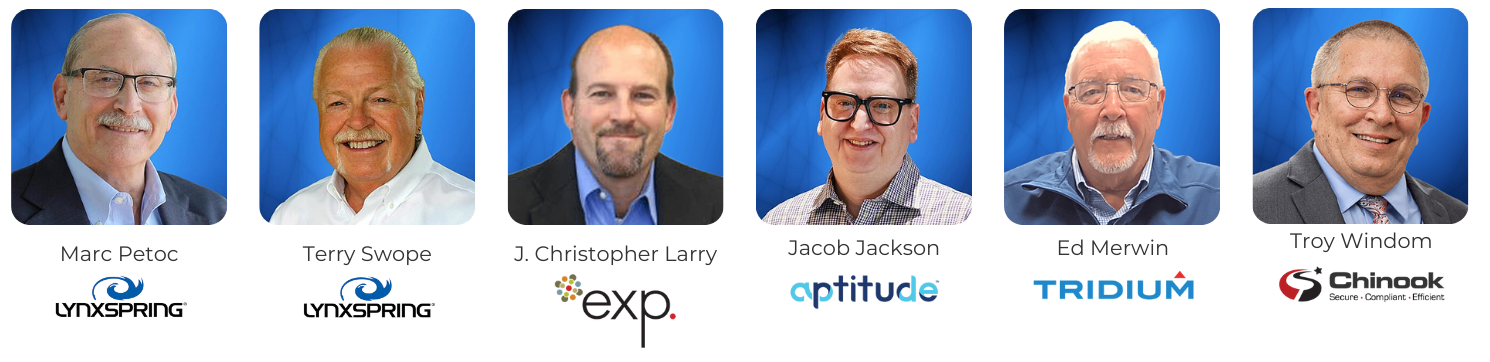 Marc Petoc
LYNXSPRING®
Terry Swope
LYNXSPRING®
J. Christopher Larry
exp.
Jacob Jackson
aptitude™
Ed Merwin
TRIDIUM
Troy Windom
Chinook
Secure • Compliant • Efficient